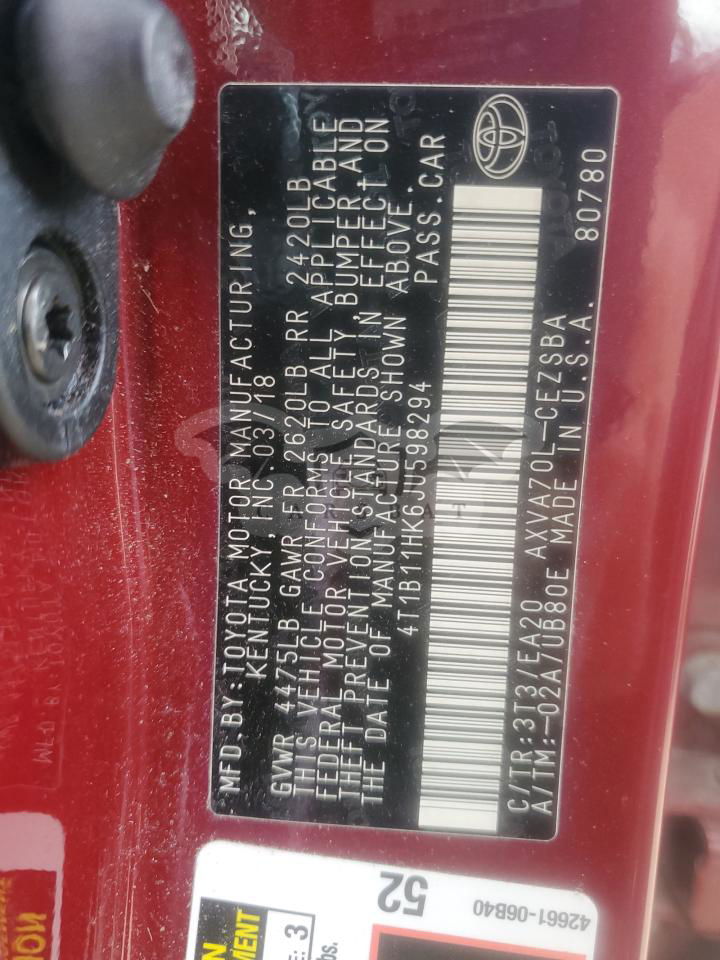 MFD.BY:TOYOTA MOTOR MANUFACTURING,
KENTUCKY,INC.03/18
GVWR 4475LB GAWR FR 2620LB RR 2420LB
THIS VEHICLE CONFORMS TO ALL APPLICABLE
FEDERAL MOTOR VEHICLE SAFETY,BUMPER AND
THEFT PREVENTION STANDARDS IN EFFECT ON
THE DATE OF MANUFACTURE SHOWN ABOVE.
4T1B11HK6JU598294 PASS.CAR
C/TR:3T3/EA20 AXVA70L-CEZSBA
A/TM:-02A/UB80E MADE IN U.S.A. 80780
52
42661-06B40
3